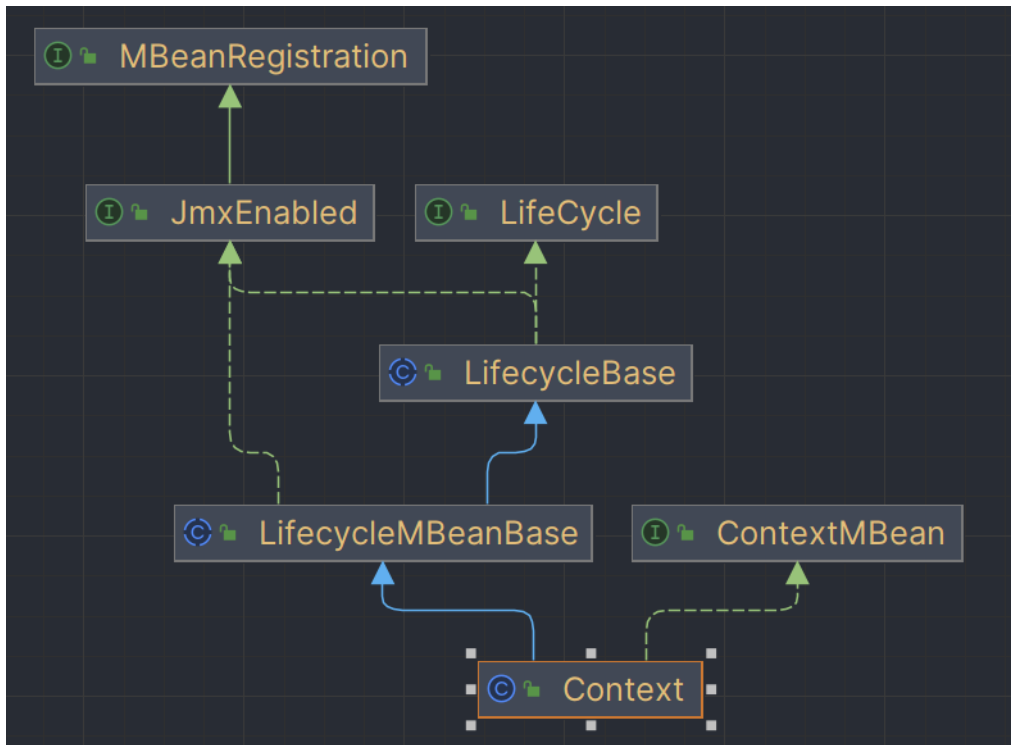 MBeanRegistration
JmxEnabled
LifeCycle
LifecycleBase
LifecycleMBeanBase
ContextMBean
Context